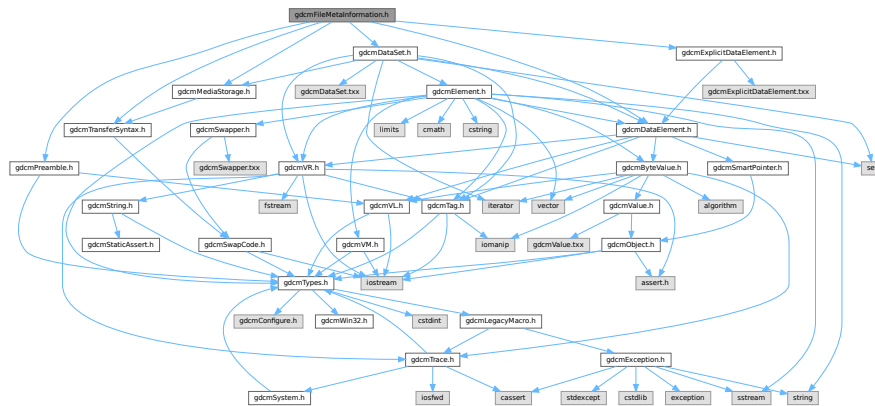 gdcmFileMetaInformation.h
gdcmDataSet.h
gdcmExplicitDataElement.h
gdcmMediaStorage.h
gdcmDataSet.txx
gdcmElement.h
gdcmExplicitDataElement.txx
gdcmTransferSyntax.h
gdcmSwapper.h
limits
cmath
cstring
gdcmDataElement.h
gdcmPreamble.h
gdcmSwapper.txx
gdcmVR.h
gdcmByteValue.h
gdcmSmartPointer.h
se
gdcmString.h
fstream
gdcmVL.h
gdcmTag.h
iterator
vector
gdcmValue.h
algorithm
gdcmStaticAssert.h
gdcmSwapCode.h
gdcmVM.h
iomanip
gdcmValue.txx
gdcmObject.h
gdcmTypes.h
iostream
assert.h
gdcmConfigure.h
gdcmWin32.h
cstdint
gdcmLegacyMacro.h
gdcmTrace.h
gdcmException.h
gdcmSystem.h
iosfwd
cassert
stdexcept
cstdlib
exception
sstream
string